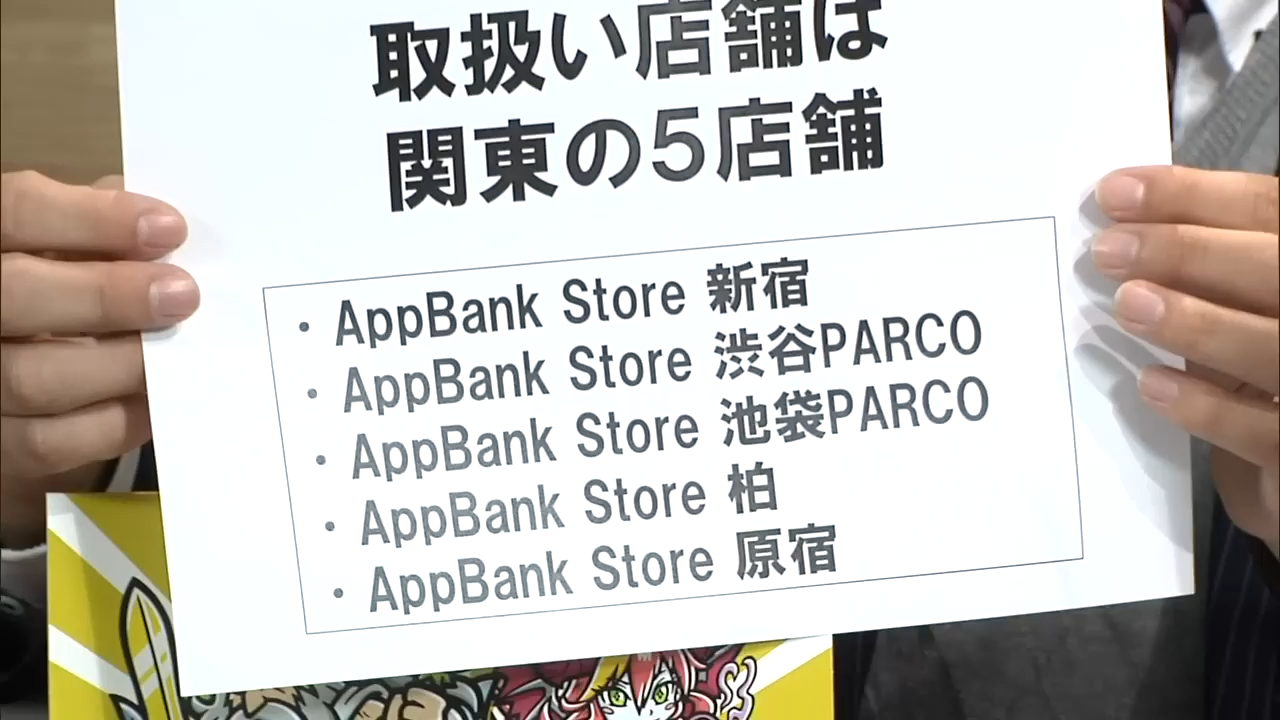 取扱い店舗は
関東の5店舗
・AppBank Store 新宿
・AppBank Store 渋谷PARCO
・AppBank Store 池袋PARCO
・AppBank Store 柏
・AppBank Store 原宿